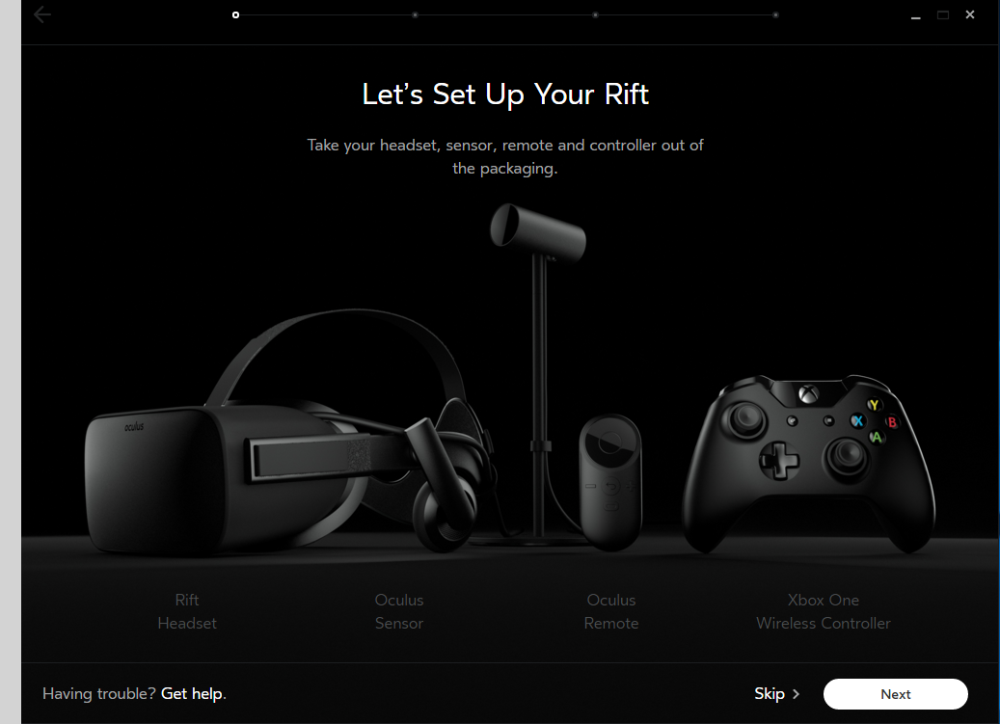 Let's Set Up Your Rift
Take your headset, sensor, remote and controller out of
the packaging.
oculus
Y
X
B
A
Rift
Headset
Oculus
Sensor
Oculus
Remote
Xbox One
Wireless Controller
Having trouble? Get help.
Skip
Next